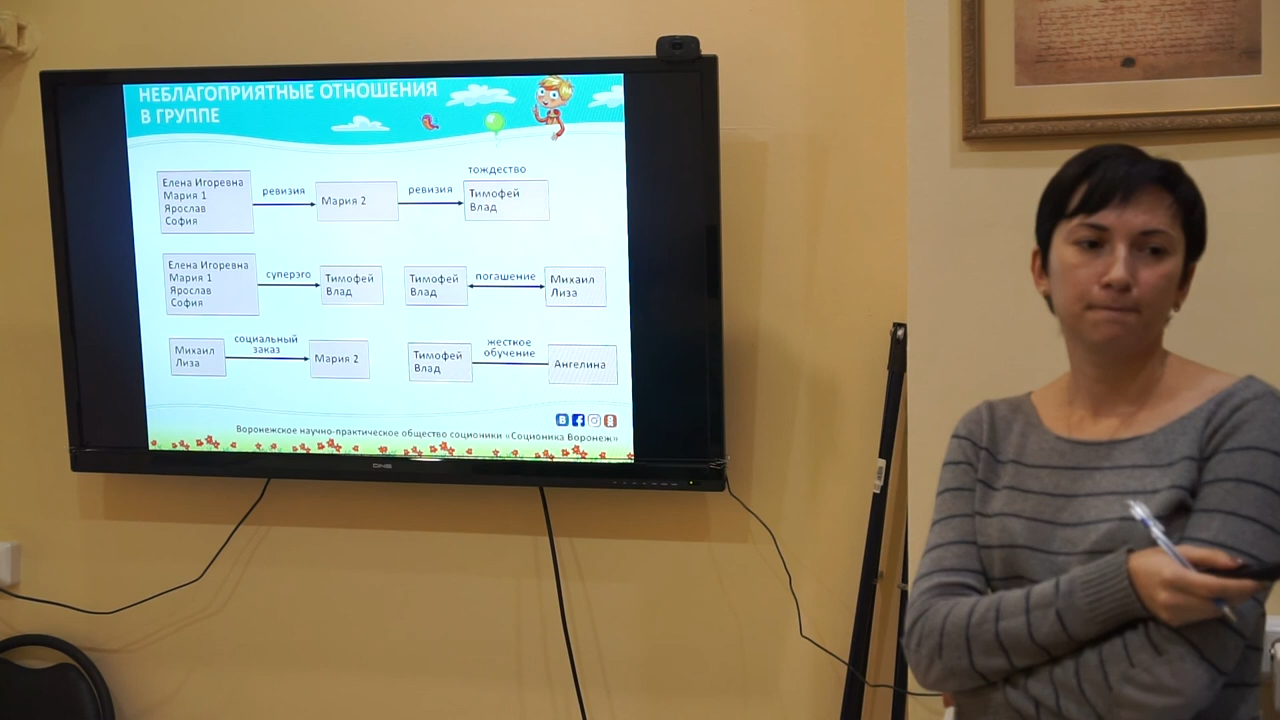 НЕБЛАГОПРИЯТНЫЕ ОТНОШЕНИЯ
В ГРУППЕ
Елена Игоревна
Мария 1
Ярослав
София
ревизия
Мария 2
ревизия
тождество
Тимофей
Влад
Елена Игоревна
Мария 1
Ярослав
София
суперэго
Тимофей
Влад
Тимофей
Влад
погашение
Михаил
Лиза
Михаил
Лиза
социальный
заказ
Мария 2
Тимофей
Влад
жесткое
обучение
Ангелина
Воронежское научно-практическое общество соционики «Соционика Воронеж»
DNS